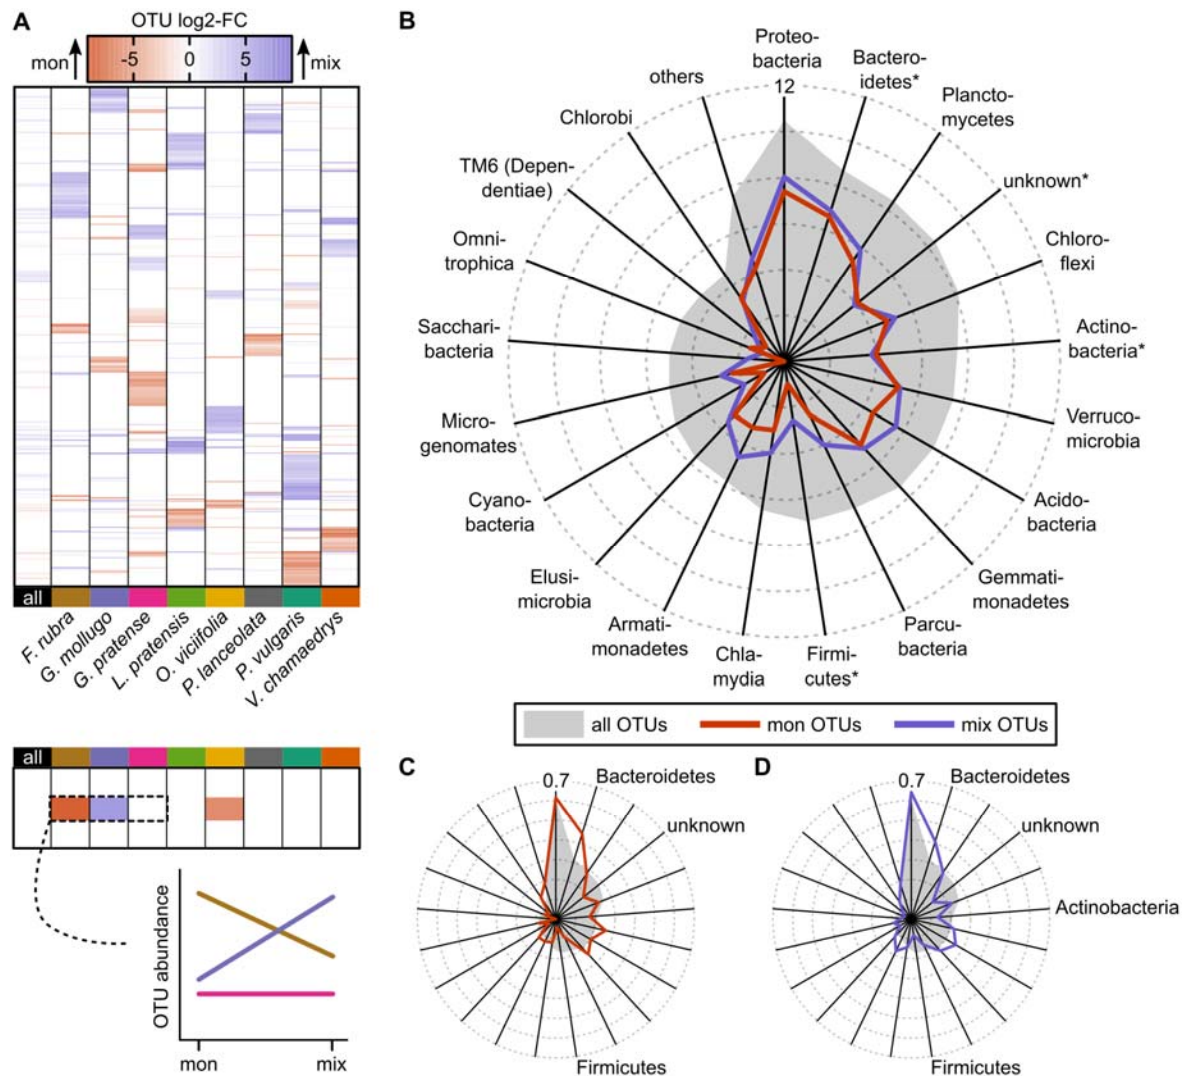 A
OTU log2-FC
mon
-5
0
5
mix
all
F. rubra
G. mollugo
G. pratense
L. pratensis
O. viciifolia
P. lanceolata
P. vulgaris
V. chamaedrys
all
OTU abundance
mon
mix
B
Proteo-
bacteria
12
Bactero-
idetes*
Plancto-
mycetes
unknown*
Chloro-
flexi
Actino-
bacteria*
Verruco-
microbia
Acido-
bacteria
Gemmati-
monadetes
Parcu-
bacteria
Firmi-
cutes*
Chla-
mydia
Armati-
monadetes
Elusi-
microbia
Cyano-
bacteria
Micro-
genomates
Sacchari-
bacteria
Omni-
trophica
TM6 (Depen-
dentiae)
Chlorobi
others
all OTUs
mon OTUs
mix OTUs
C
0.7
Bacteroidetes
unknown
Firmicutes
D
0.7
Bacteroidetes
unknown
Actinobacteria
Firmicutes